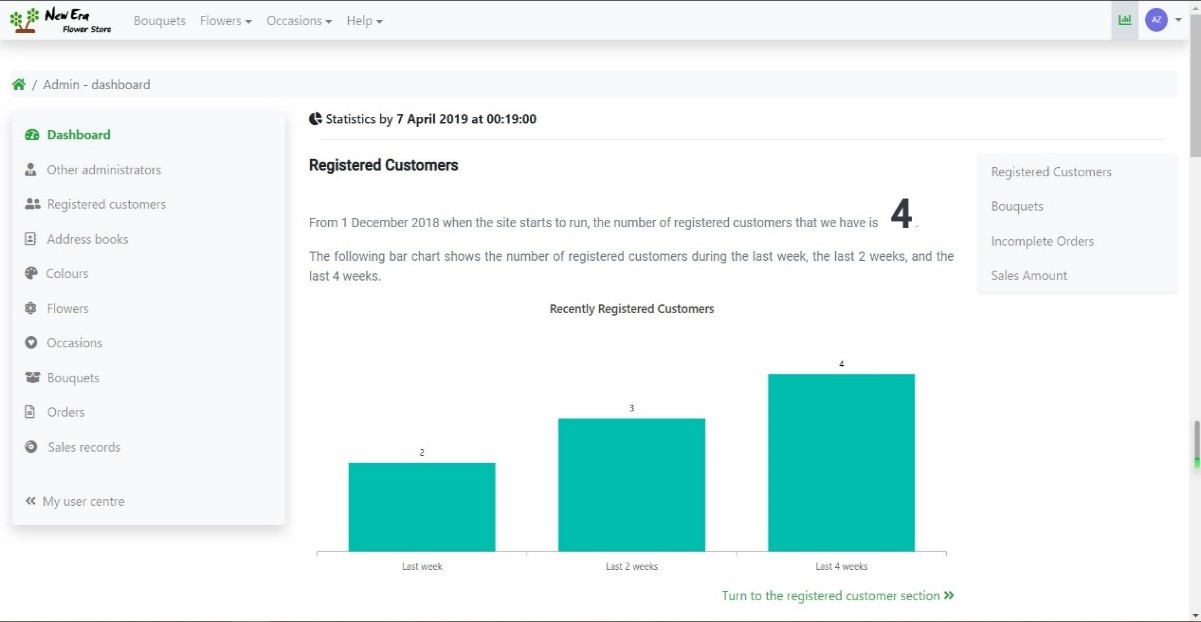 New Era
Flower Store
Bouquets Flowers Occasions Help
AZ
/ Admin - dashboard
Dashboard
Other administrators
Registered customers
Address books
Colours
Flowers
Occasions
Bouquets
Orders
Sales records
My user centre
Statistics by 7 April 2019 at 00:19:00
Registered Customers
From 1 December 2018 when the site starts to run, the number of registered customers that we have is 4 .
The following bar chart shows the number of registered customers during the last week, the last 2 weeks, and the
last 4 weeks.
Recently Registered Customers
4
3
2
Last week Last 2 weeks Last 4 weeks
Turn to the registered customer section
Registered Customers
Bouquets
Incomplete Orders
Sales Amount